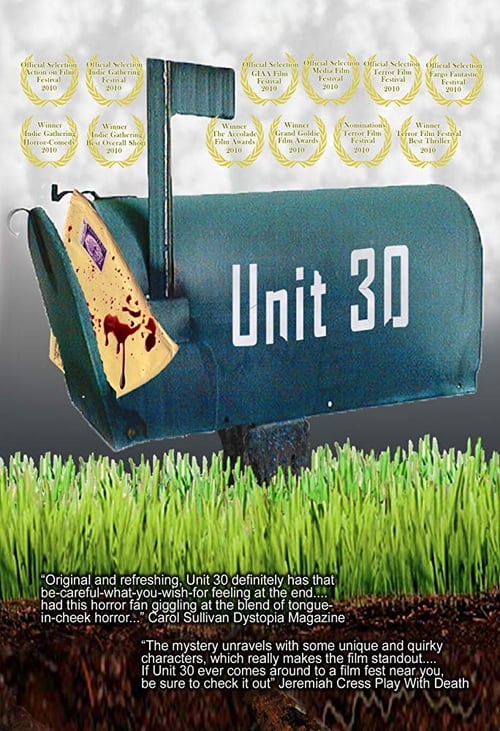 Official Selection
Action on Film
Festival
2010
Official Selection
Indie Gathering
Festival
2010
Official Selection
GIAA Film
Festival
2010
Official Selection
Media Film
Festival
2010
Official Selection
Terror Film
Festival
2010
Official Selection
Fargo Fantastic
Festival
2010
Winner
Indie Gathering
Horror-Comedy
2010
Winner
Indie Gathering
Best Overall Short
2010
Winner
The Accolade
Film Awards
2010
Winner
Grand Goldie
Film Awards
2010
Nominations
Terror Film
Festival
2010
Winner
Terror Film Festival
Best Thriller
2010
Unit 30
"Original and refreshing, Unit 30 definitely has that
be-careful-what-you-wish-for feeling at the end....
had this horror fan giggling at the blend of tongue-
in-cheek horror..." Carol Sullivan Dystopia Magazine
"The mystery unravels with some unique and quirky
characters, which really makes the film standout....
If Unit 30 ever comes around to a film fest near you,
be sure to check it out" Jeremiah Cress Play With Death